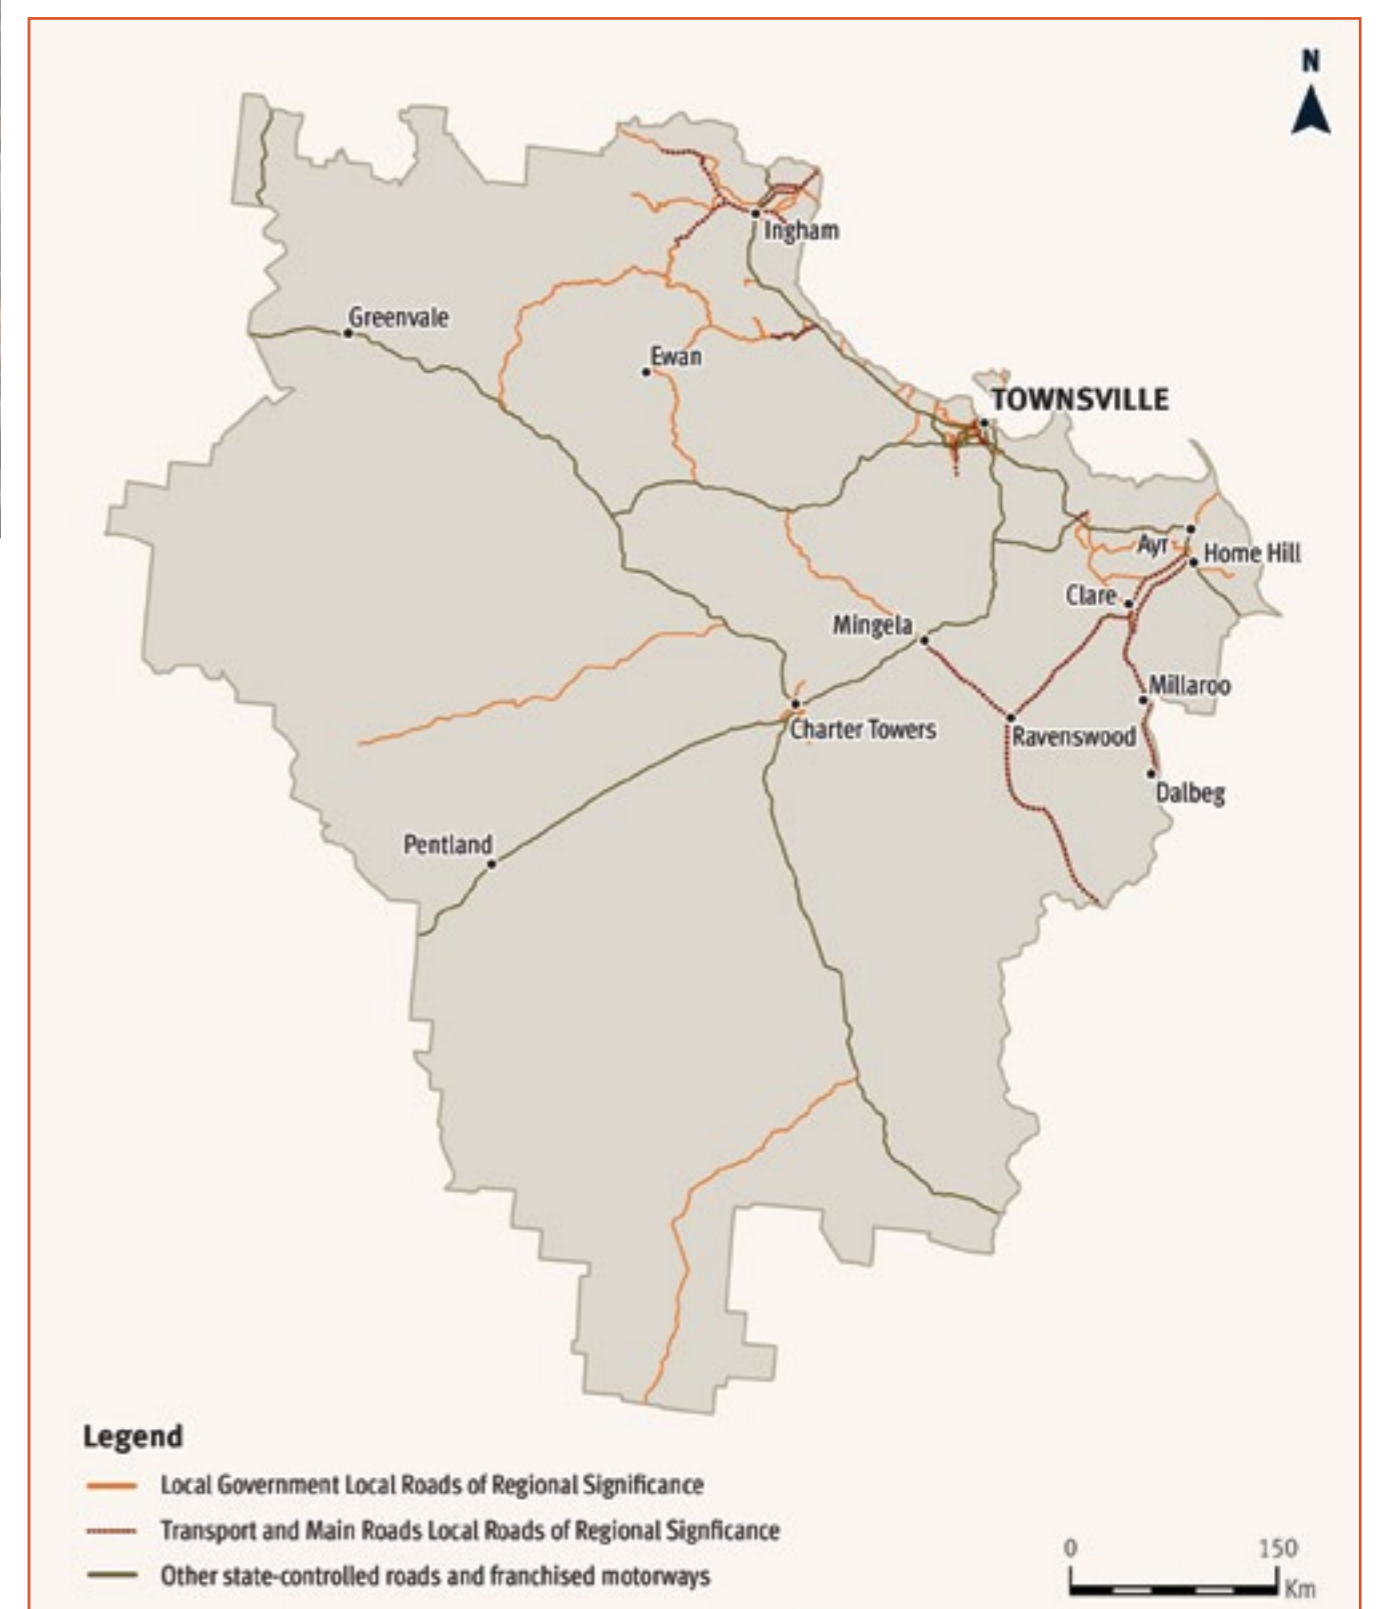 N
Ingham
Greenvale
Ewan
TOWNSVILLE
Ayr
Home Hill
Clare
Mingela
Millaroo
Charter Towers
Ravenswood
Dalbeg
Pentland
Legend
Local Government Local Roads of Regional Significance
Transport and Main Roads Local Roads of Regional Signficance
Other state-controlled roads and franchised motorways
0 150
Km